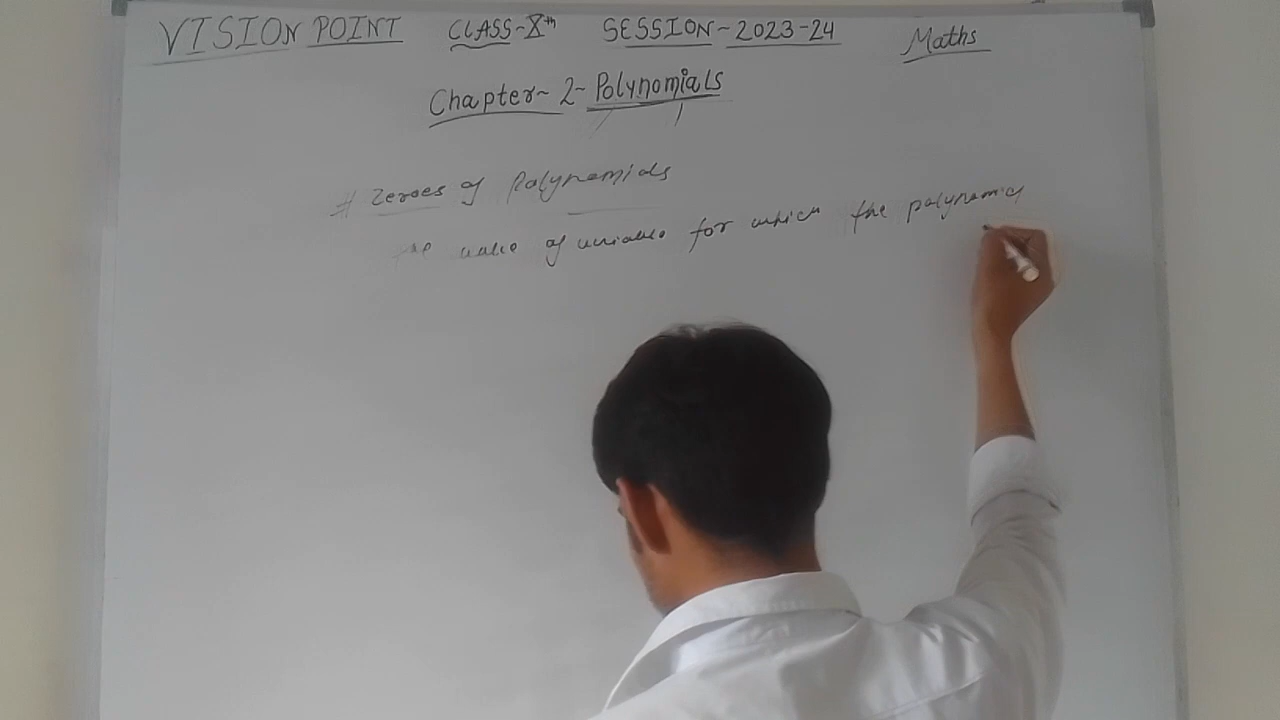 VISION POINT CLASS-Xth SESSION-2023-24 Maths
Chapter-2-Polynomials
# Zeroes of Polynomials
value of variable for which the polynomial